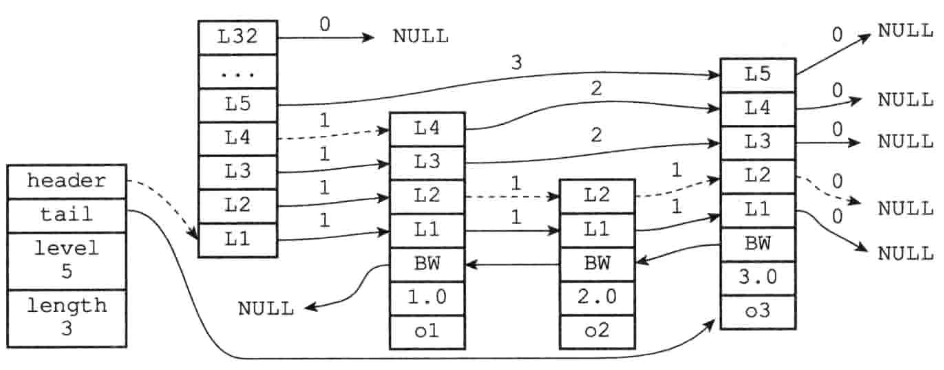 header
tail
level
5
length
3
L32
...
L5
L4
L3
L2
L1
0
NULL
3
1
1
1
1
L4
L3
L2
L1
BW
1.0
o1
NULL
2
2
1
1
L2
L1
BW
2.0
o2
1
1
L5
L4
L3
L2
L1
BW
3.0
o3
0
NULL
0
NULL
0
NULL
0
NULL
0
NULL